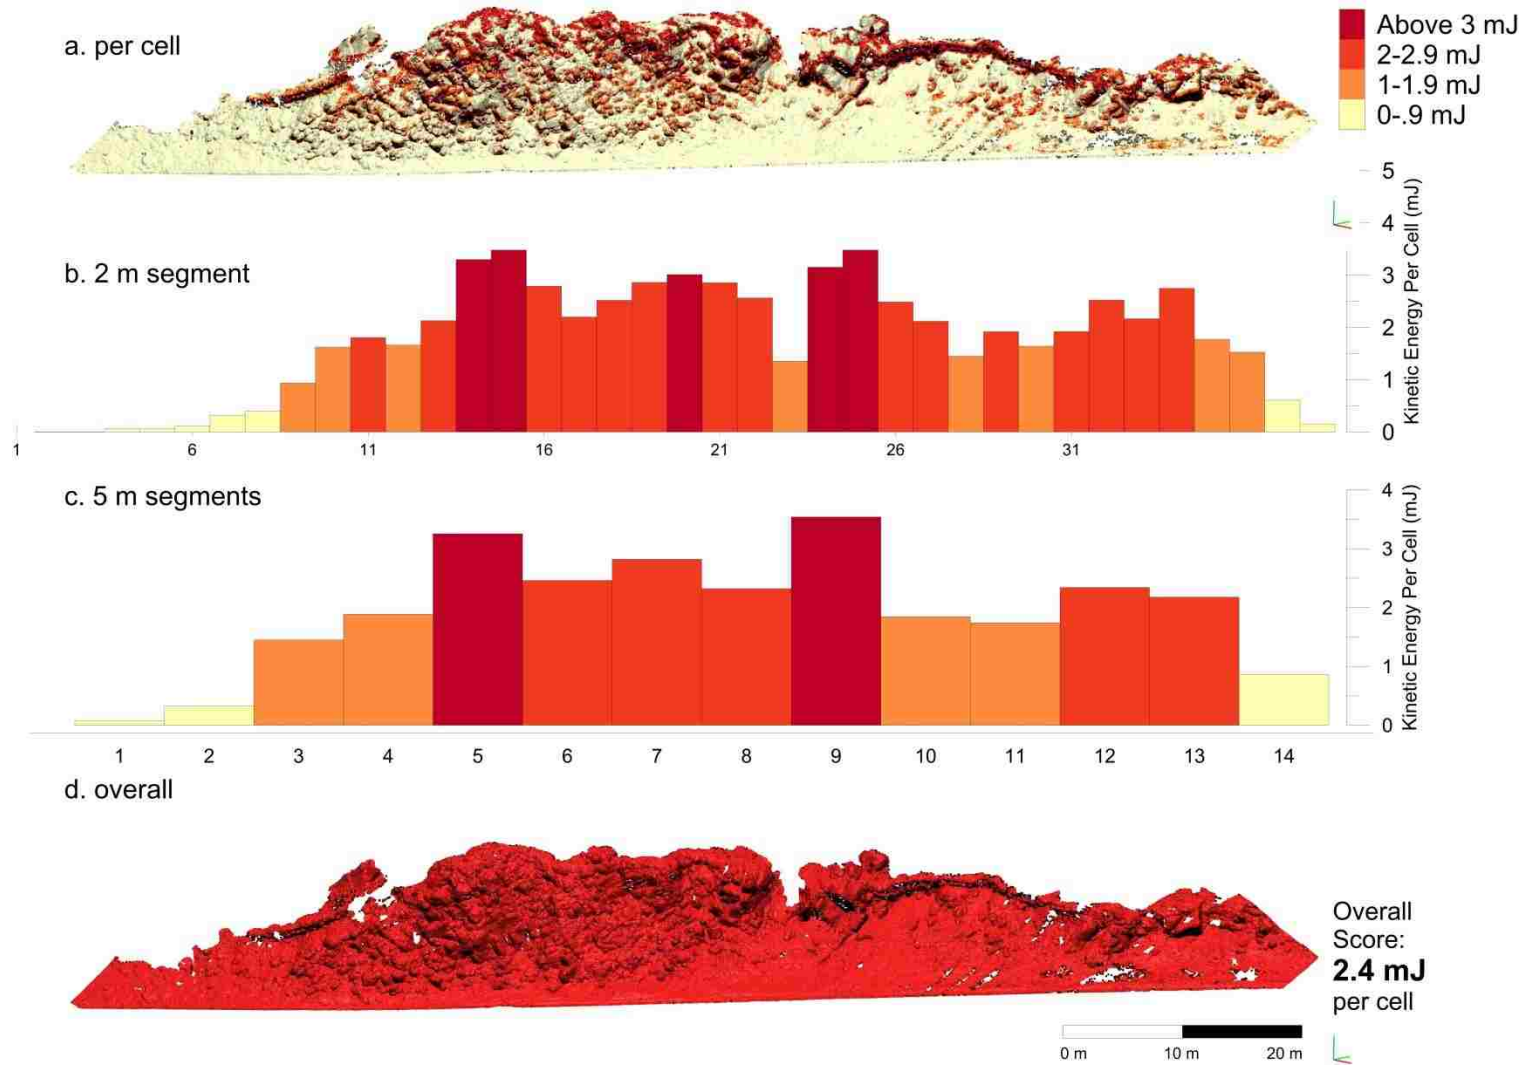 a. per cell
Above 3 mJ
2-2.9 mJ
1-1.9 mJ
0-.9 mJ
b. 2 m segment
5
4
3
2
1
0
Kinetic Energy Per Cell (mJ)
1 6 11 16 21 26 31
c. 5 m segments
4
3
2
1
0
Kinetic Energy Per Cell (mJ)
1 2 3 4 5 6 7 8 9 10 11 12 13 14
d. overall
Overall
Score:
2.4 mJ
per cell
0 m 10 m 20 m